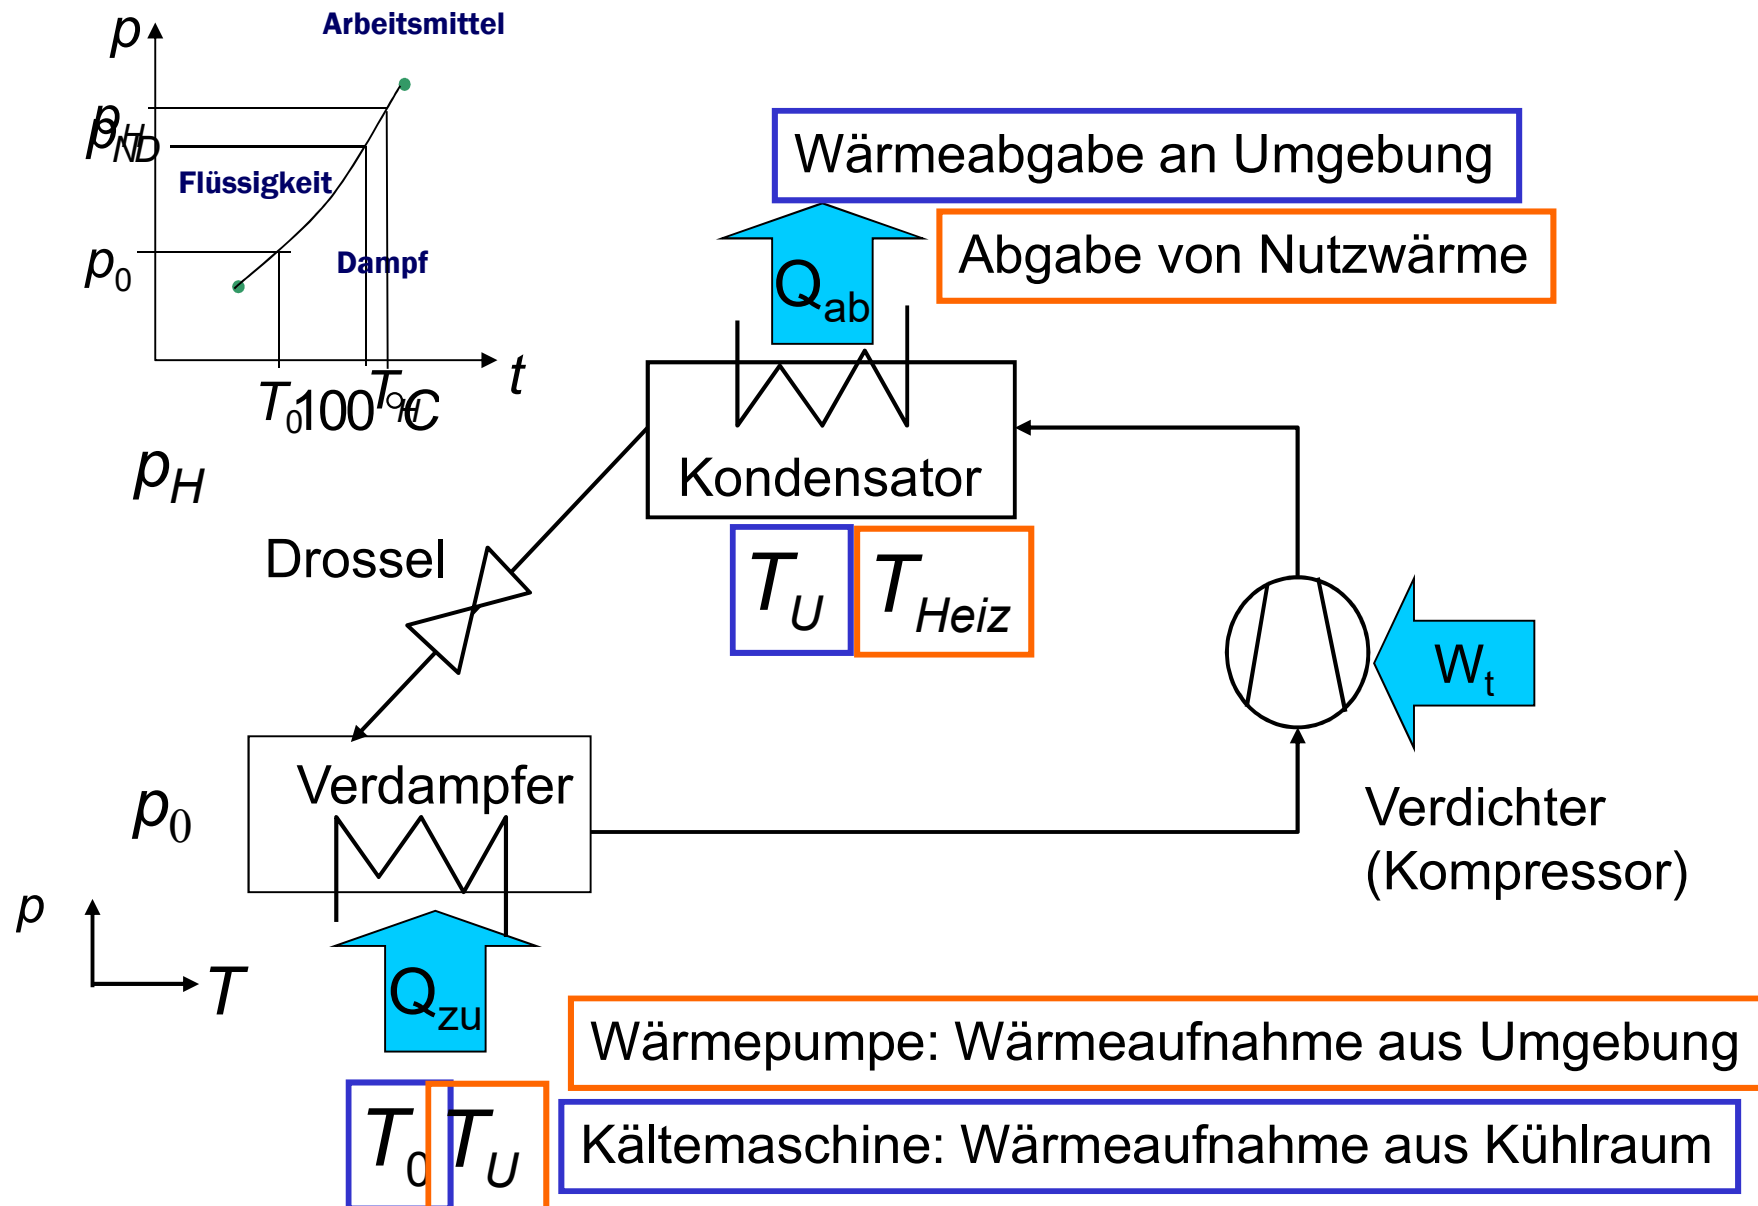 p
Arbeitsmittel
p_H
p_ND
Flüssigkeit
p_0
Dampf
t
T_0 100 °C T_H
Wärmeabgabe an Umgebung
Abgabe von Nutzwärme
Q_ab
p_H
Kondensator
Drossel
T_U T_Heiz
W_t
Verdampfer
p_0
Verdichter
(Kompressor)
p
T
Q_zu
Wärmepumpe: Wärmeaufnahme aus Umgebung
T_0 T_U
Kältemaschine: Wärmeaufnahme aus Kühlraum